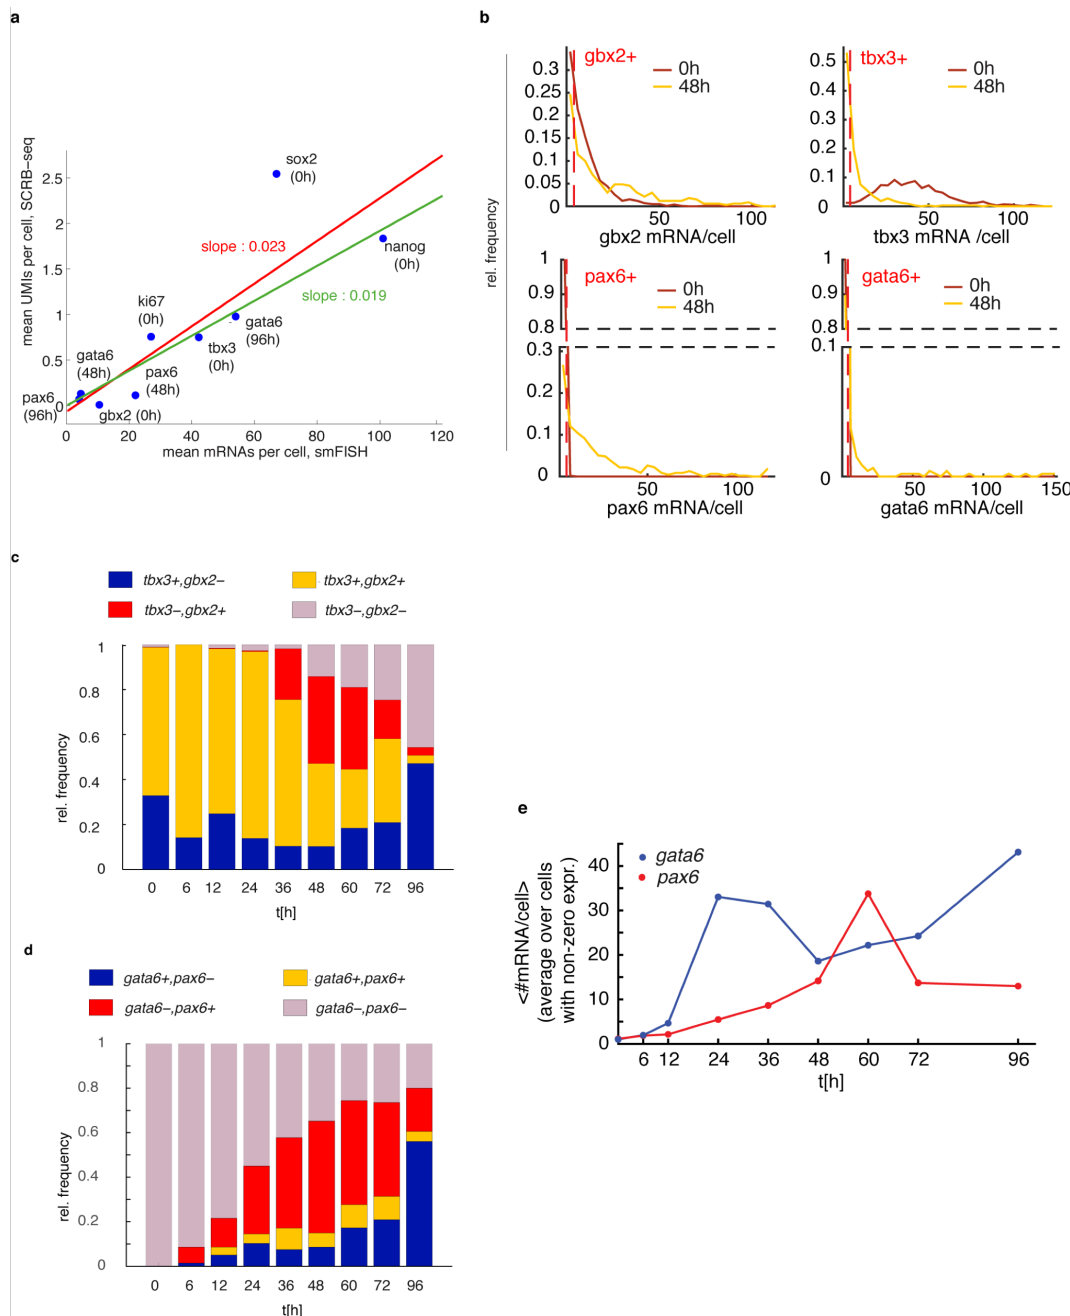 a
mean UMIs per cell, SCRB–seq
2.5
2
1.5
1
0.5
0
sox2
(0h)
slope : 0.023
nanog
(0h)
slope : 0.019
ki67
(0h)
gata6
(96h)
tbx3
(0h)
gata6
(48h)
pax6
(48h)
pax6
(96h)
gbx2 (0h)
0 20 40 60 80 100 120
mean mRNAs per cell, smFISH
b
rel. frequency
gbx2+
0h
48h
0.3
0.25
0.2
0.15
0.1
0.05
0
50 100
gbx2 mRNA/cell
tbx3+
0h
48h
0.5
0.4
0.3
0.2
0.1
0
50 100
tbx3 mRNA /cell
pax6+
0h
48h
1
0.9
0.8
0.3
0.2
0.1
0
50 100
pax6 mRNA/cell
gata6+
0h
48h
1
0.9
0.8
0.1
0
50 100 150
gata6 mRNA/cell
c
tbx3+,gbx2– tbx3+,gbx2+
tbx3–,gbx2+ tbx3–,gbx2–
rel. frequency
1
0.8
0.6
0.4
0.2
0
0 6 12 24 36 48 60 72 96
t[h]
d
gata6+,pax6– gata6+,pax6+
gata6–,pax6+ gata6–,pax6–
rel. frequency
1
0.8
0.6
0.4
0.2
0
0 6 12 24 36 48 60 72 96
t[h]
e
<#mRNA/cell>
(average over cells
with non-zero expr.)
gata6
pax6
40
30
20
10
0
6 12 24 36 48 60 72 96
t[h]